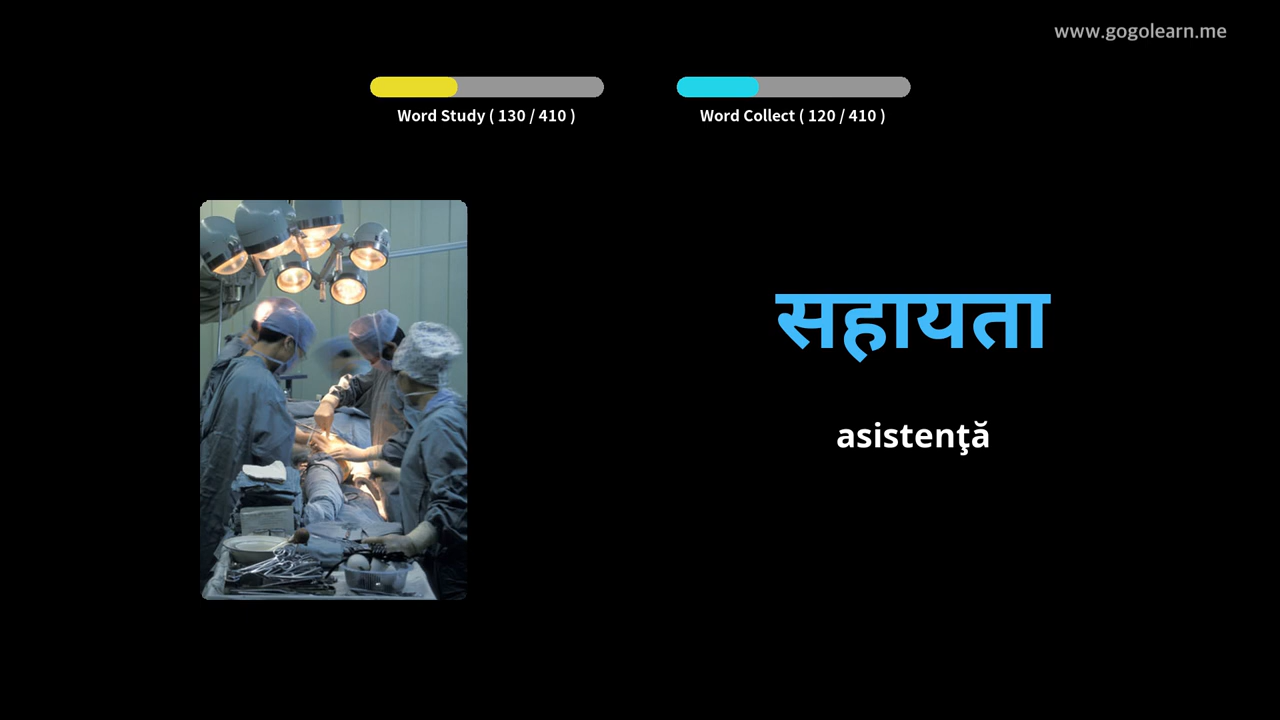 www.gogolearn.me
Word Study ( 130 / 410 )
Word Collect ( 120 / 410 )
सहायता
asistenţă